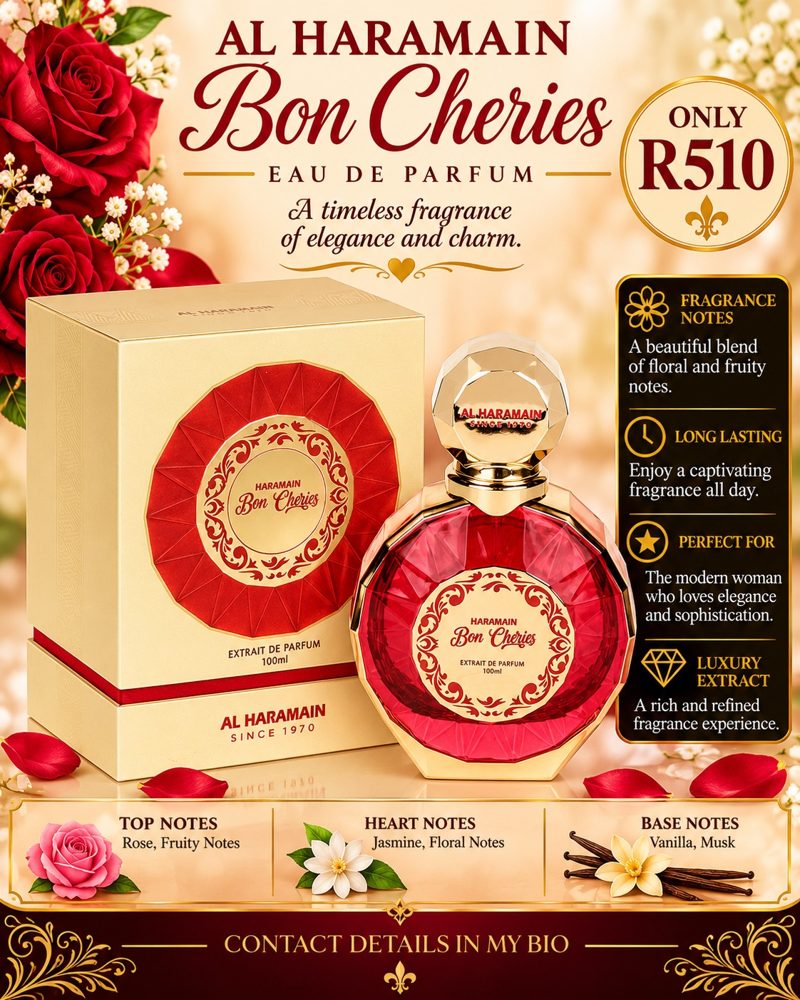 AL HARAMAIN
Bon Cheries
EAU DE PARFUM
A timeless fragrance
of elegance and charm.
ONLY
R510
FRAGRANCE
NOTES
A beautiful blend
of floral and fruity
notes.
LONG LASTING
Enjoy a captivating
fragrance all day.
PERFECT FOR
The modern woman
who loves elegance
and sophistication.
LUXURY
EXTRACT
A rich and refined
fragrance experience.
AL HARAMAIN
HARAMAIN
Bon Cheries
EXTRAIT DE PARFUM
100ml
AL HARAMAIN
SINCE 1970
AL HARAMAIN
SINCE 1970
HARAMAIN
Bon Cheries
EXTRAIT DE PARFUM
100ml
TOP NOTES
Rose, Fruity Notes
HEART NOTES
Jasmine, Floral Notes
BASE NOTES
Vanilla, Musk
CONTACT DETAILS IN MY BIO